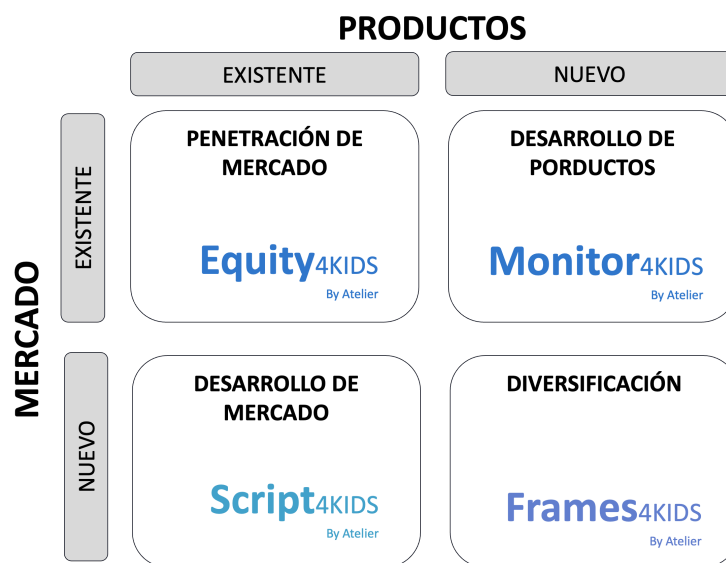 PRODUCTOS
EXISTENTE
NUEVO
MERCADO
EXISTENTE
PENETRACIÓN DE
MERCADO
Equity4KIDS
By Atelier
DESARROLLO DE
PORDUCTOS
Monitor4KIDS
By Atelier
NUEVO
DESARROLLO DE
MERCADO
Script4KIDS
By Atelier
DIVERSIFICACIÓN
Frames4KIDS
By Atelier